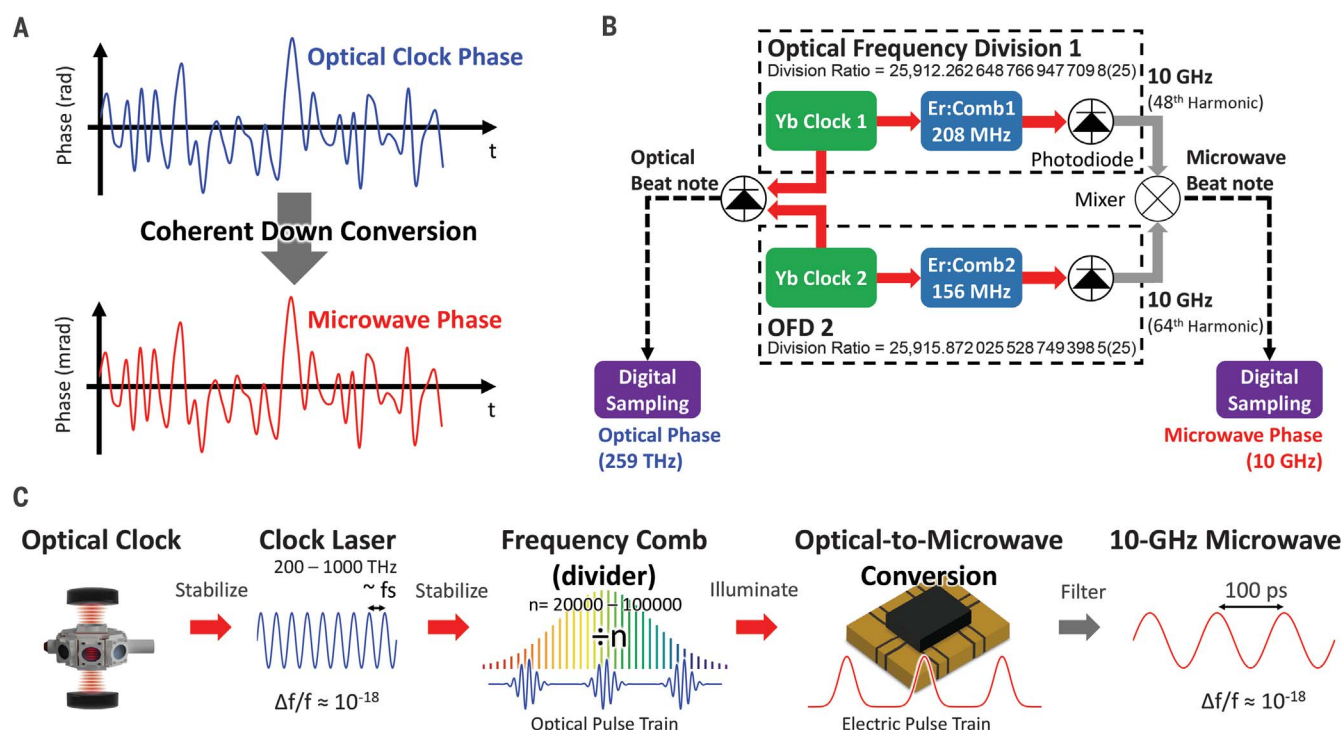 A
Phase (rad)
Optical Clock Phase
t
Coherent Down Conversion
Phase (mrad)
Microwave Phase
t
B
Optical Frequency Division 1
Division Ratio = 25,912.262 648 766 947 709 8(25)
Yb Clock 1
Er:Comb1
208 MHz
Photodiode
10 GHz
(48th Harmonic)
Optical
Beat note
Mixer
Microwave
Beat note
Yb Clock 2
Er:Comb2
156 MHz
OFD 2
Division Ratio = 25,915.872 025 528 749 398 5(25)
10 GHz
(64th Harmonic)
Digital
Sampling
Optical Phase
(259 THz)
Digital
Sampling
Microwave Phase
(10 GHz)
C
Optical Clock
Stabilize
Clock Laser
200 – 1000 THz
~ fs
Δf/f ≈ 10-18
Stabilize
Frequency Comb
(divider)
n= 20000 – 100000
÷n
Optical Pulse Train
Illuminate
Optical-to-Microwave
Conversion
Electric Pulse Train
Filter
10-GHz Microwave
100 ps
Δf/f ≈ 10-18